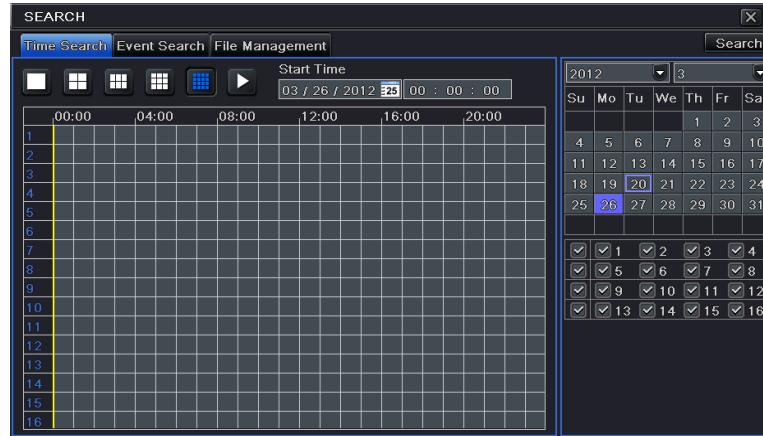 SEARCH
Time Search Event Search File Management Search
Start Time
03 / 26 / 2012 25 00 : 00 : 00
00:00 04:00 08:00 12:00 16:00 20:00
1
2
3
4
5
6
7
8
9
10
11
12
13
14
15
16
2012 3
Su Mo Tu We Th Fr Sa
1 2 3
4 5 6 7 8 9 10
11 12 13 14 15 16 17
18 19 20 21 22 23 24
25 26 27 28 29 30 31
1 2 3 4
5 6 7 8
9 10 11 12
13 14 15 16